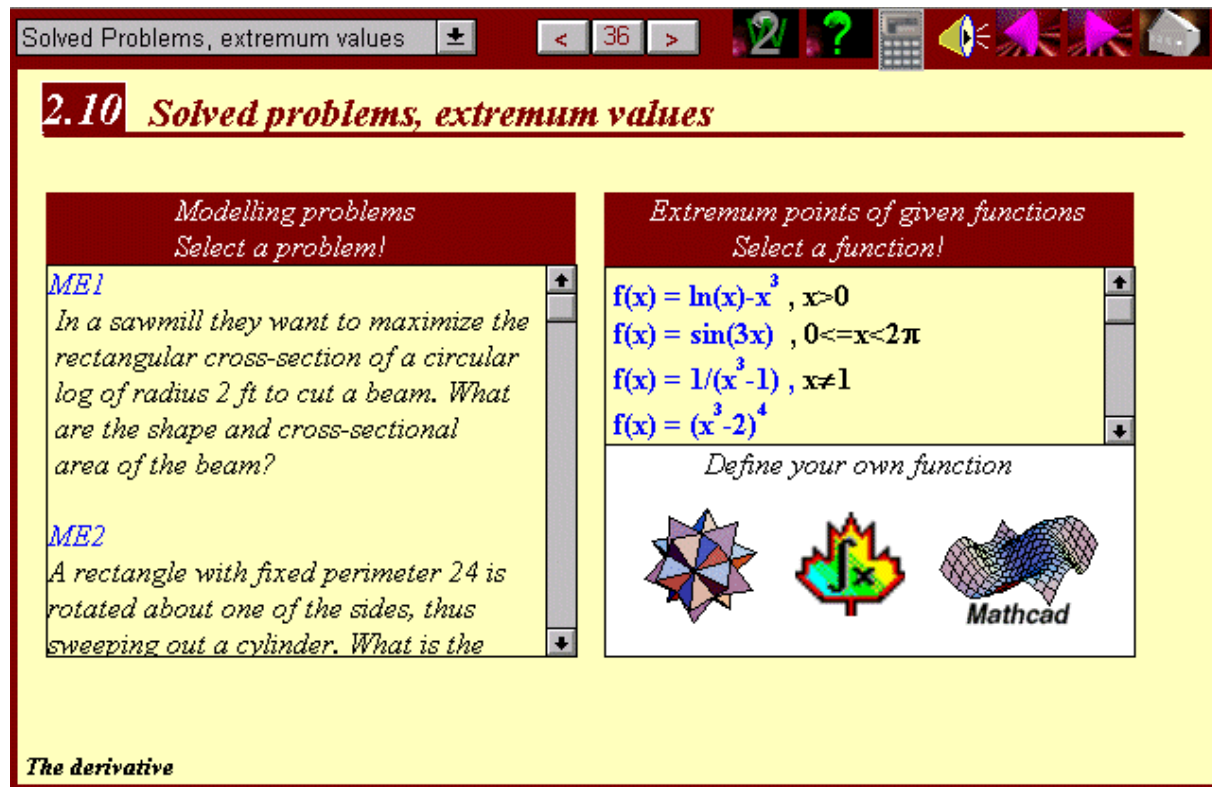 Solved Problems, extremum values
< 36 >
2.10 Solved problems, extremum values
Modelling problems
Select a problem!
ME1
In a sawmill they want to maximize the
rectangular cross-section of a circular
log of radius 2 ft to cut a beam. What
are the shape and cross-sectional
area of the beam?
ME2
A rectangle with fixed perimeter 24 is
rotated about one of the sides, thus
sweeping out a cylinder. What is the
Extremum points of given functions
Select a function!
f(x) = ln(x)-x³ , x>0
f(x) = sin(3x) , 0<=x<2π
f(x) = 1/(x³-1) , x≠1
f(x) = (x³-2)⁴
Define your own function
Mathcad
The derivative